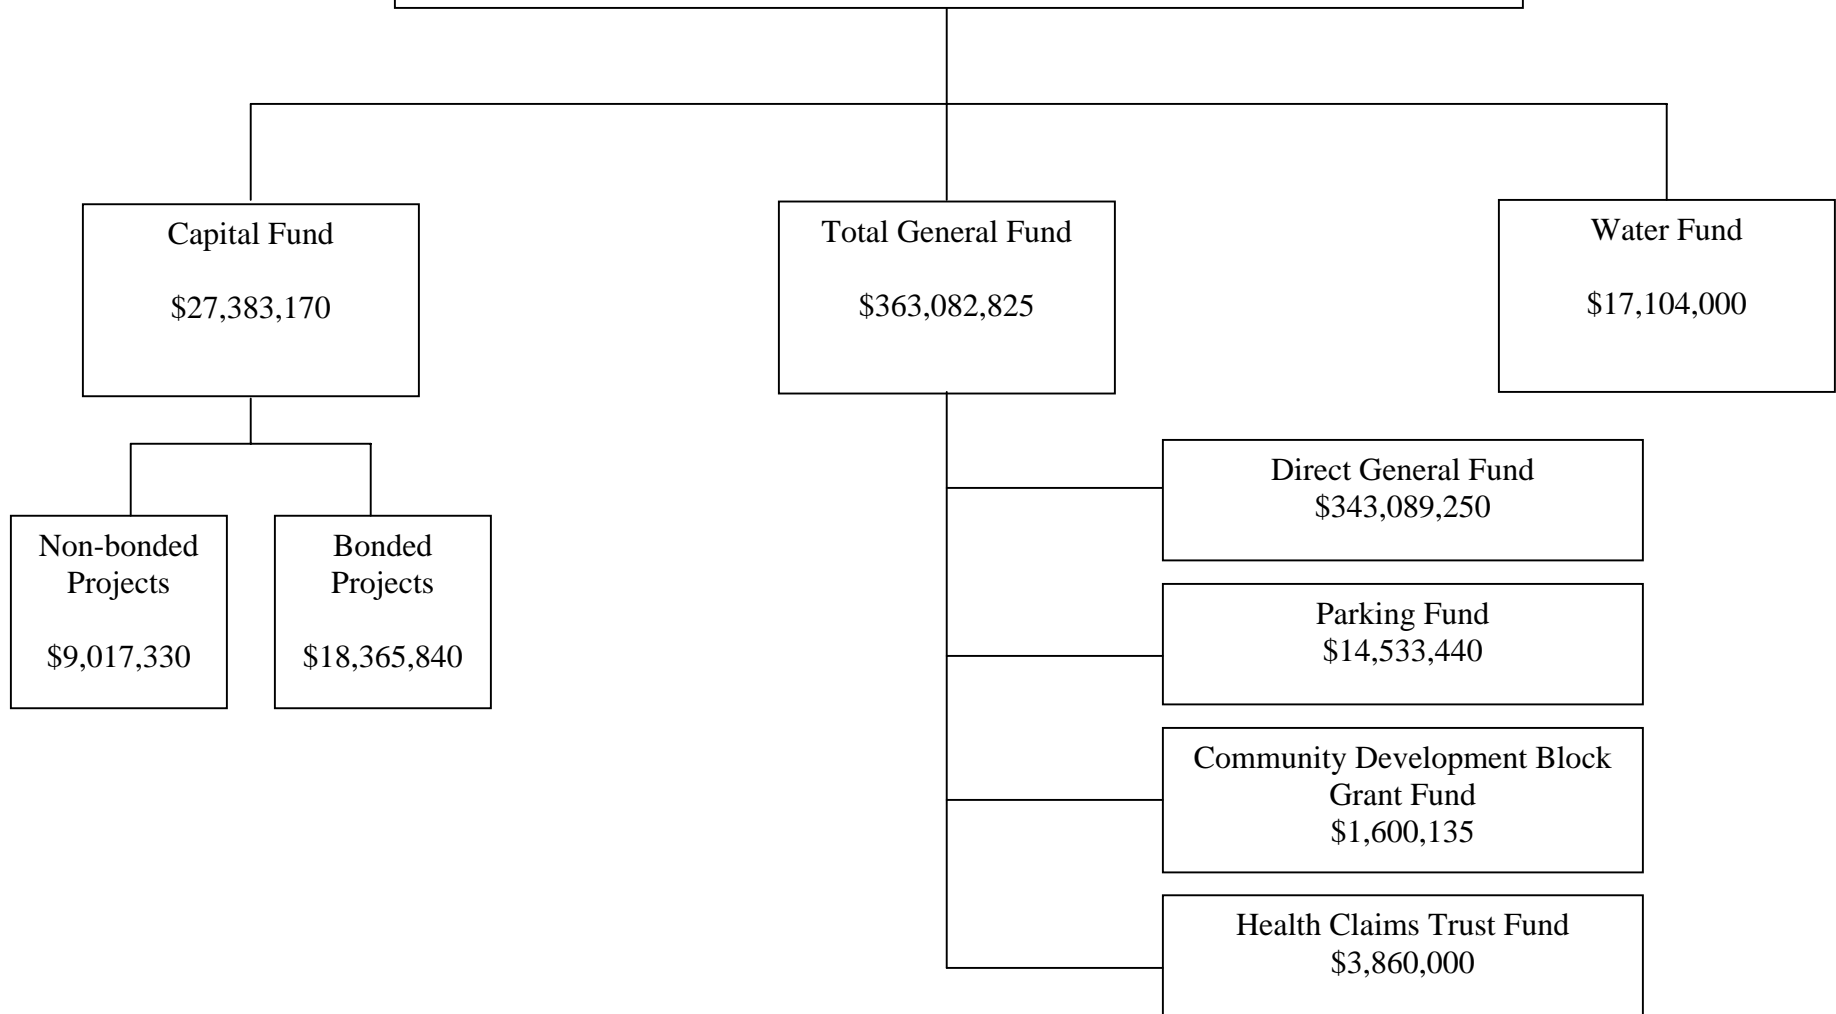 Capital Fund
$27,383,170
Total General Fund
$363,082,825
Water Fund
$17,104,000
Non-bonded
Projects
$9,017,330
Bonded
Projects
$18,365,840
Direct General Fund
$343,089,250
Parking Fund
$14,533,440
Community Development Block
Grant Fund
$1,600,135
Health Claims Trust Fund
$3,860,000